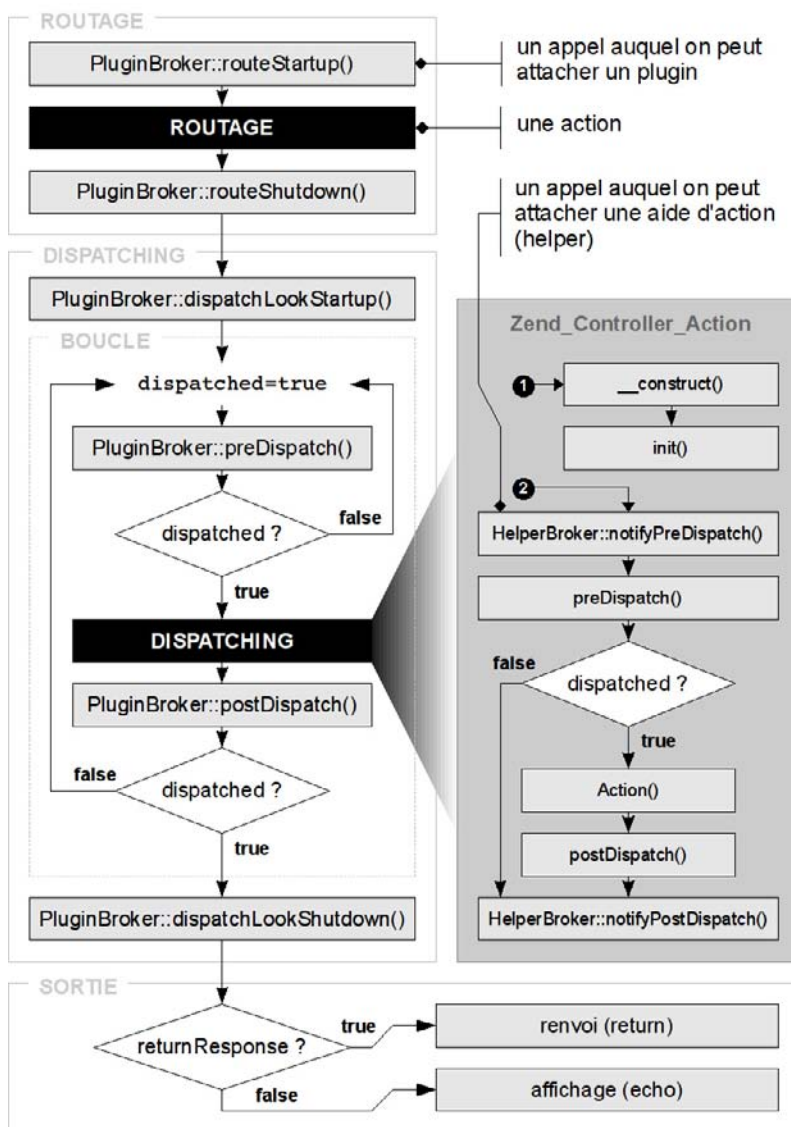 ROUTAGE
PluginBroker::routeStartup()
un appel auquel on peut
attacher un plugin
ROUTAGE
une action
PluginBroker::routeShutdown()
un appel auquel on peut
attacher une aide d'action
(helper)
DISPATCHING
PluginBroker::dispatchLookStartup()
BOUCLE
dispatched=true
PluginBroker::preDispatch()
dispatched ?
false
true
DISPATCHING
PluginBroker::postDispatch()
false
dispatched ?
true
PluginBroker::dispatchLookShutdown()
Zend_Controller_Action
1
__construct()
init()
2
HelperBroker::notifyPreDispatch()
preDispatch()
false
dispatched ?
true
Action()
postDispatch()
HelperBroker::notifyPostDispatch()
SORTIE
returnResponse ?
true
renvoi (return)
false
affichage (echo)